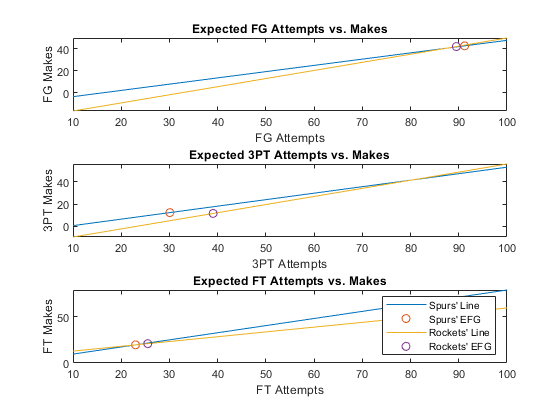 Expected FG Attempts vs. Makes
40
20
0
FG Makes
10 20 30 40 50 60 70 80 90 100
FG Attempts
Expected 3PT Attempts vs. Makes
40
20
0
3PT Makes
10 20 30 40 50 60 70 80 90 100
3PT Attempts
Expected FT Attempts vs. Makes
50
0
FT Makes
Spurs' Line
Spurs' EFG
Rockets' Line
Rockets' EFG
10 20 30 40 50 60 70 80 90 100
FT Attempts